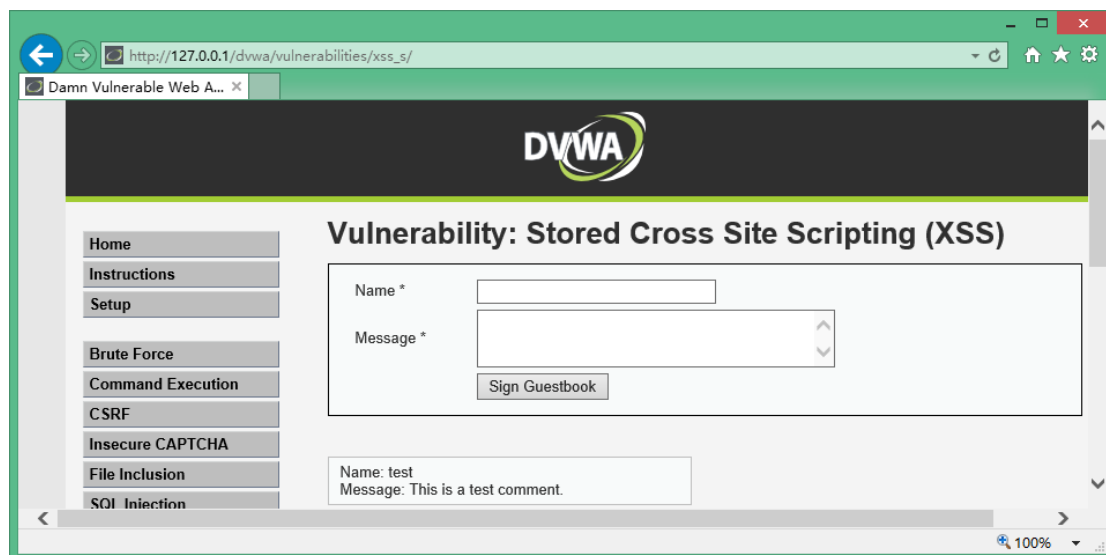 http://127.0.0.1/dvwa/vulnerabilities/xss_s/
Damn Vulnerable Web A...
DVWA
Home
Instructions
Setup
Brute Force
Command Execution
CSRF
Insecure CAPTCHA
File Inclusion
SQL Injection
Vulnerability: Stored Cross Site Scripting (XSS)
Name *
Message *
Sign Guestbook
Name: test
Message: This is a test comment.
100%